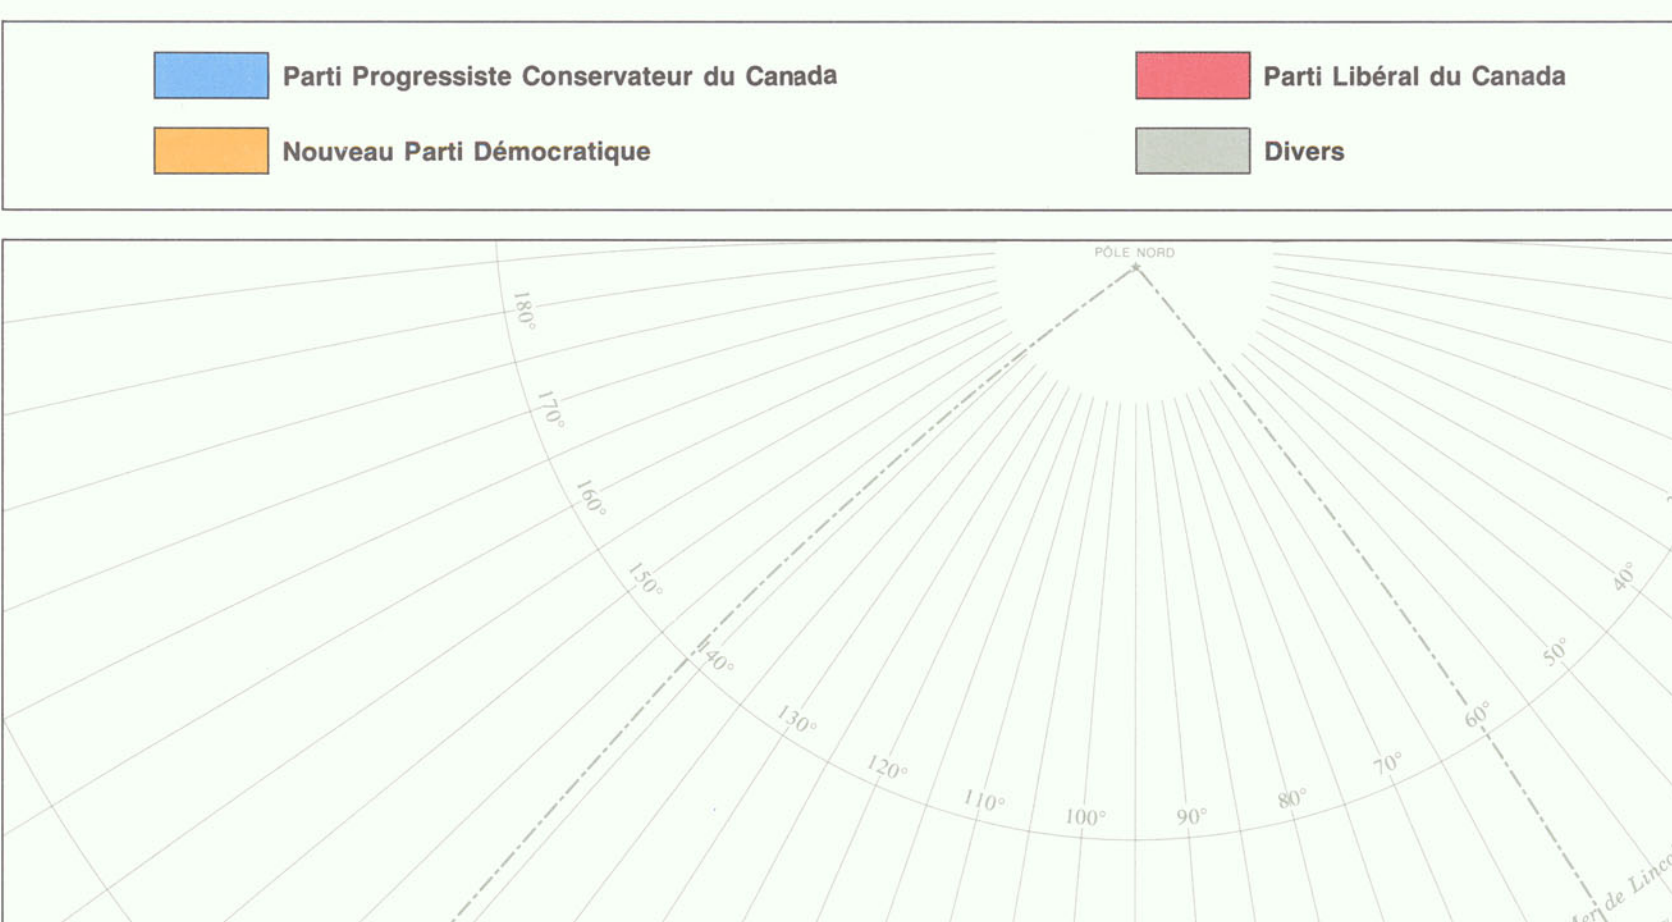 Parti Progressiste Conservateur du Canada
Parti Libéral du Canada
Nouveau Parti Démocratique
Divers
PÔLE NORD
180°
170°
160°
150°
140°
130°
120°
110°
100°
90°
80°
70°
60°
50°
40°
de